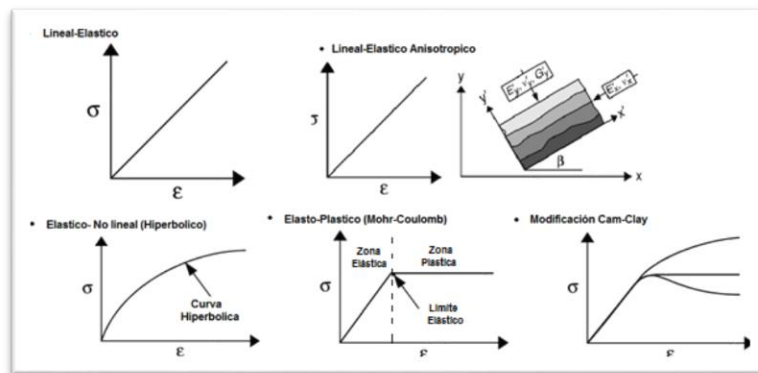 Lineal-Elastico
σ
ε
• Lineal-Elastico Anisotropico
σ
ε
y
y'
x'
x
β
• Elastico- No lineal (Hiperbolico)
σ
Curva
Hiperbolica
ε
• Elasto-Plastico (Mohr-Coulomb)
Zona
Elástica
Zona
Plastica
σ
Limite
Elástico
ε
• Modificación Cam-Clay
σ
ε